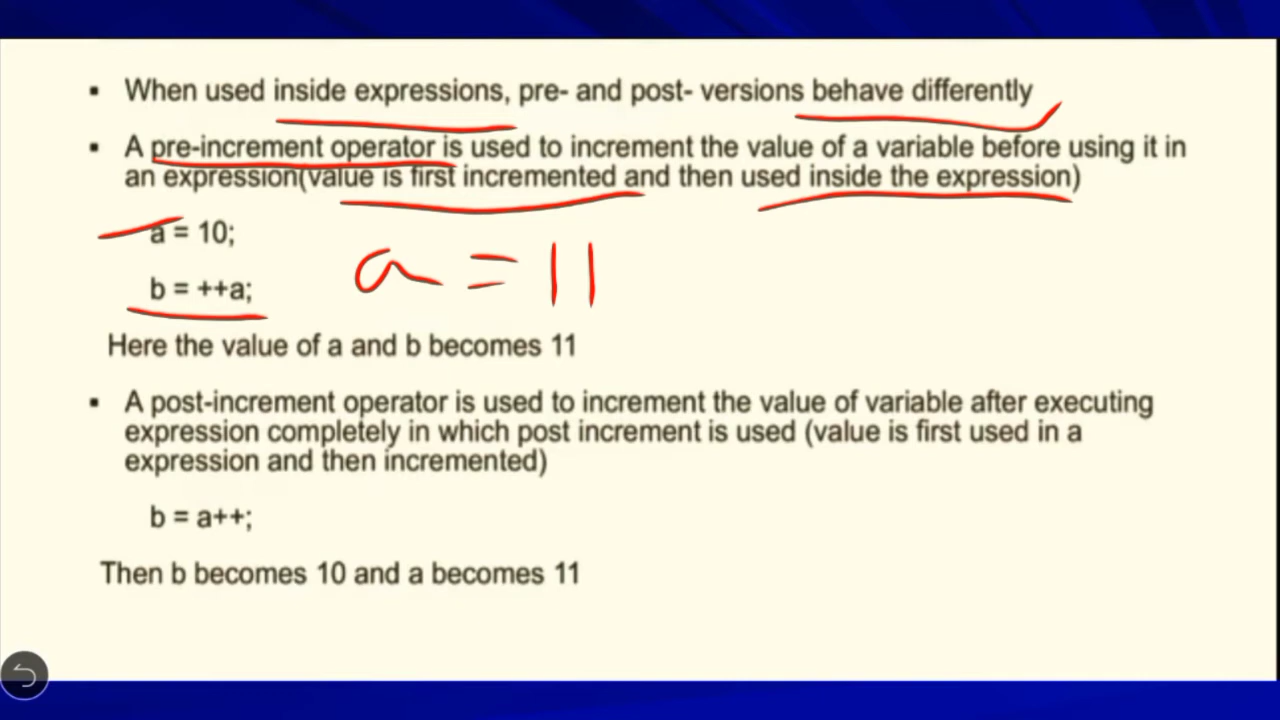 ▪ When used inside expressions, pre- and post- versions behave differently
▪ A pre-increment operator is used to increment the value of a variable before using it in
an expression(value is first incremented and then used inside the expression)
a = 10;
b = ++a;
a = 11
Here the value of a and b becomes 11
▪ A post-increment operator is used to increment the value of variable after executing
expression completely in which post increment is used (value is first used in a
expression and then incremented)
b = a++;
Then b becomes 10 and a becomes 11